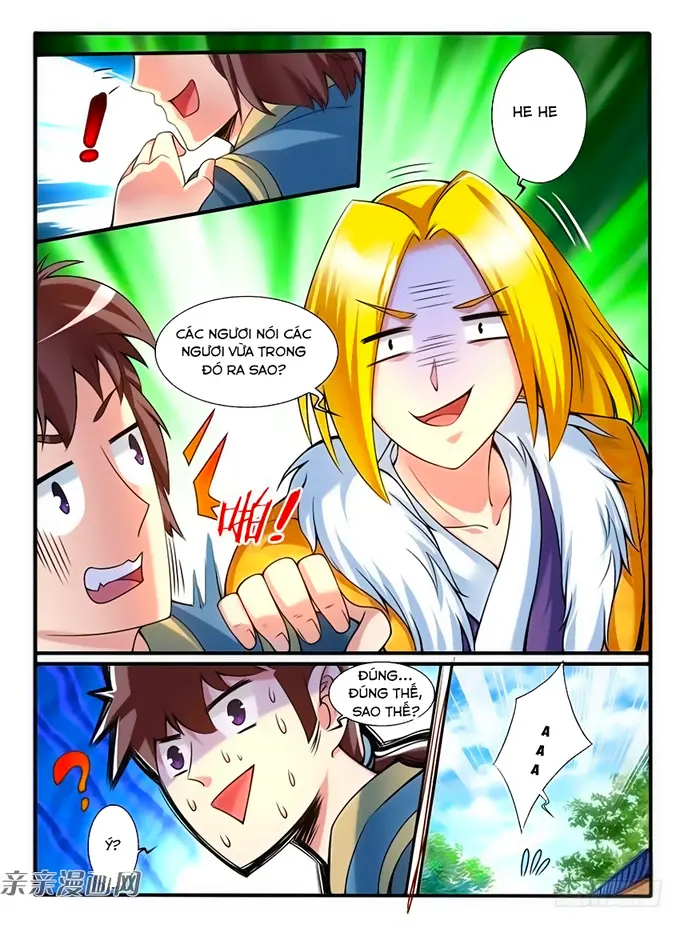 !
HE HE
CÁC NGƯƠI NÓI CÁC
NGƯƠI VỪA TRONG
ĐÓ RA SAO?
啪!
ĐÚNG...
ĐÚNG THẾ,
SAO THẾ?
?
Ý?
A
A
A
亲亲漫画网